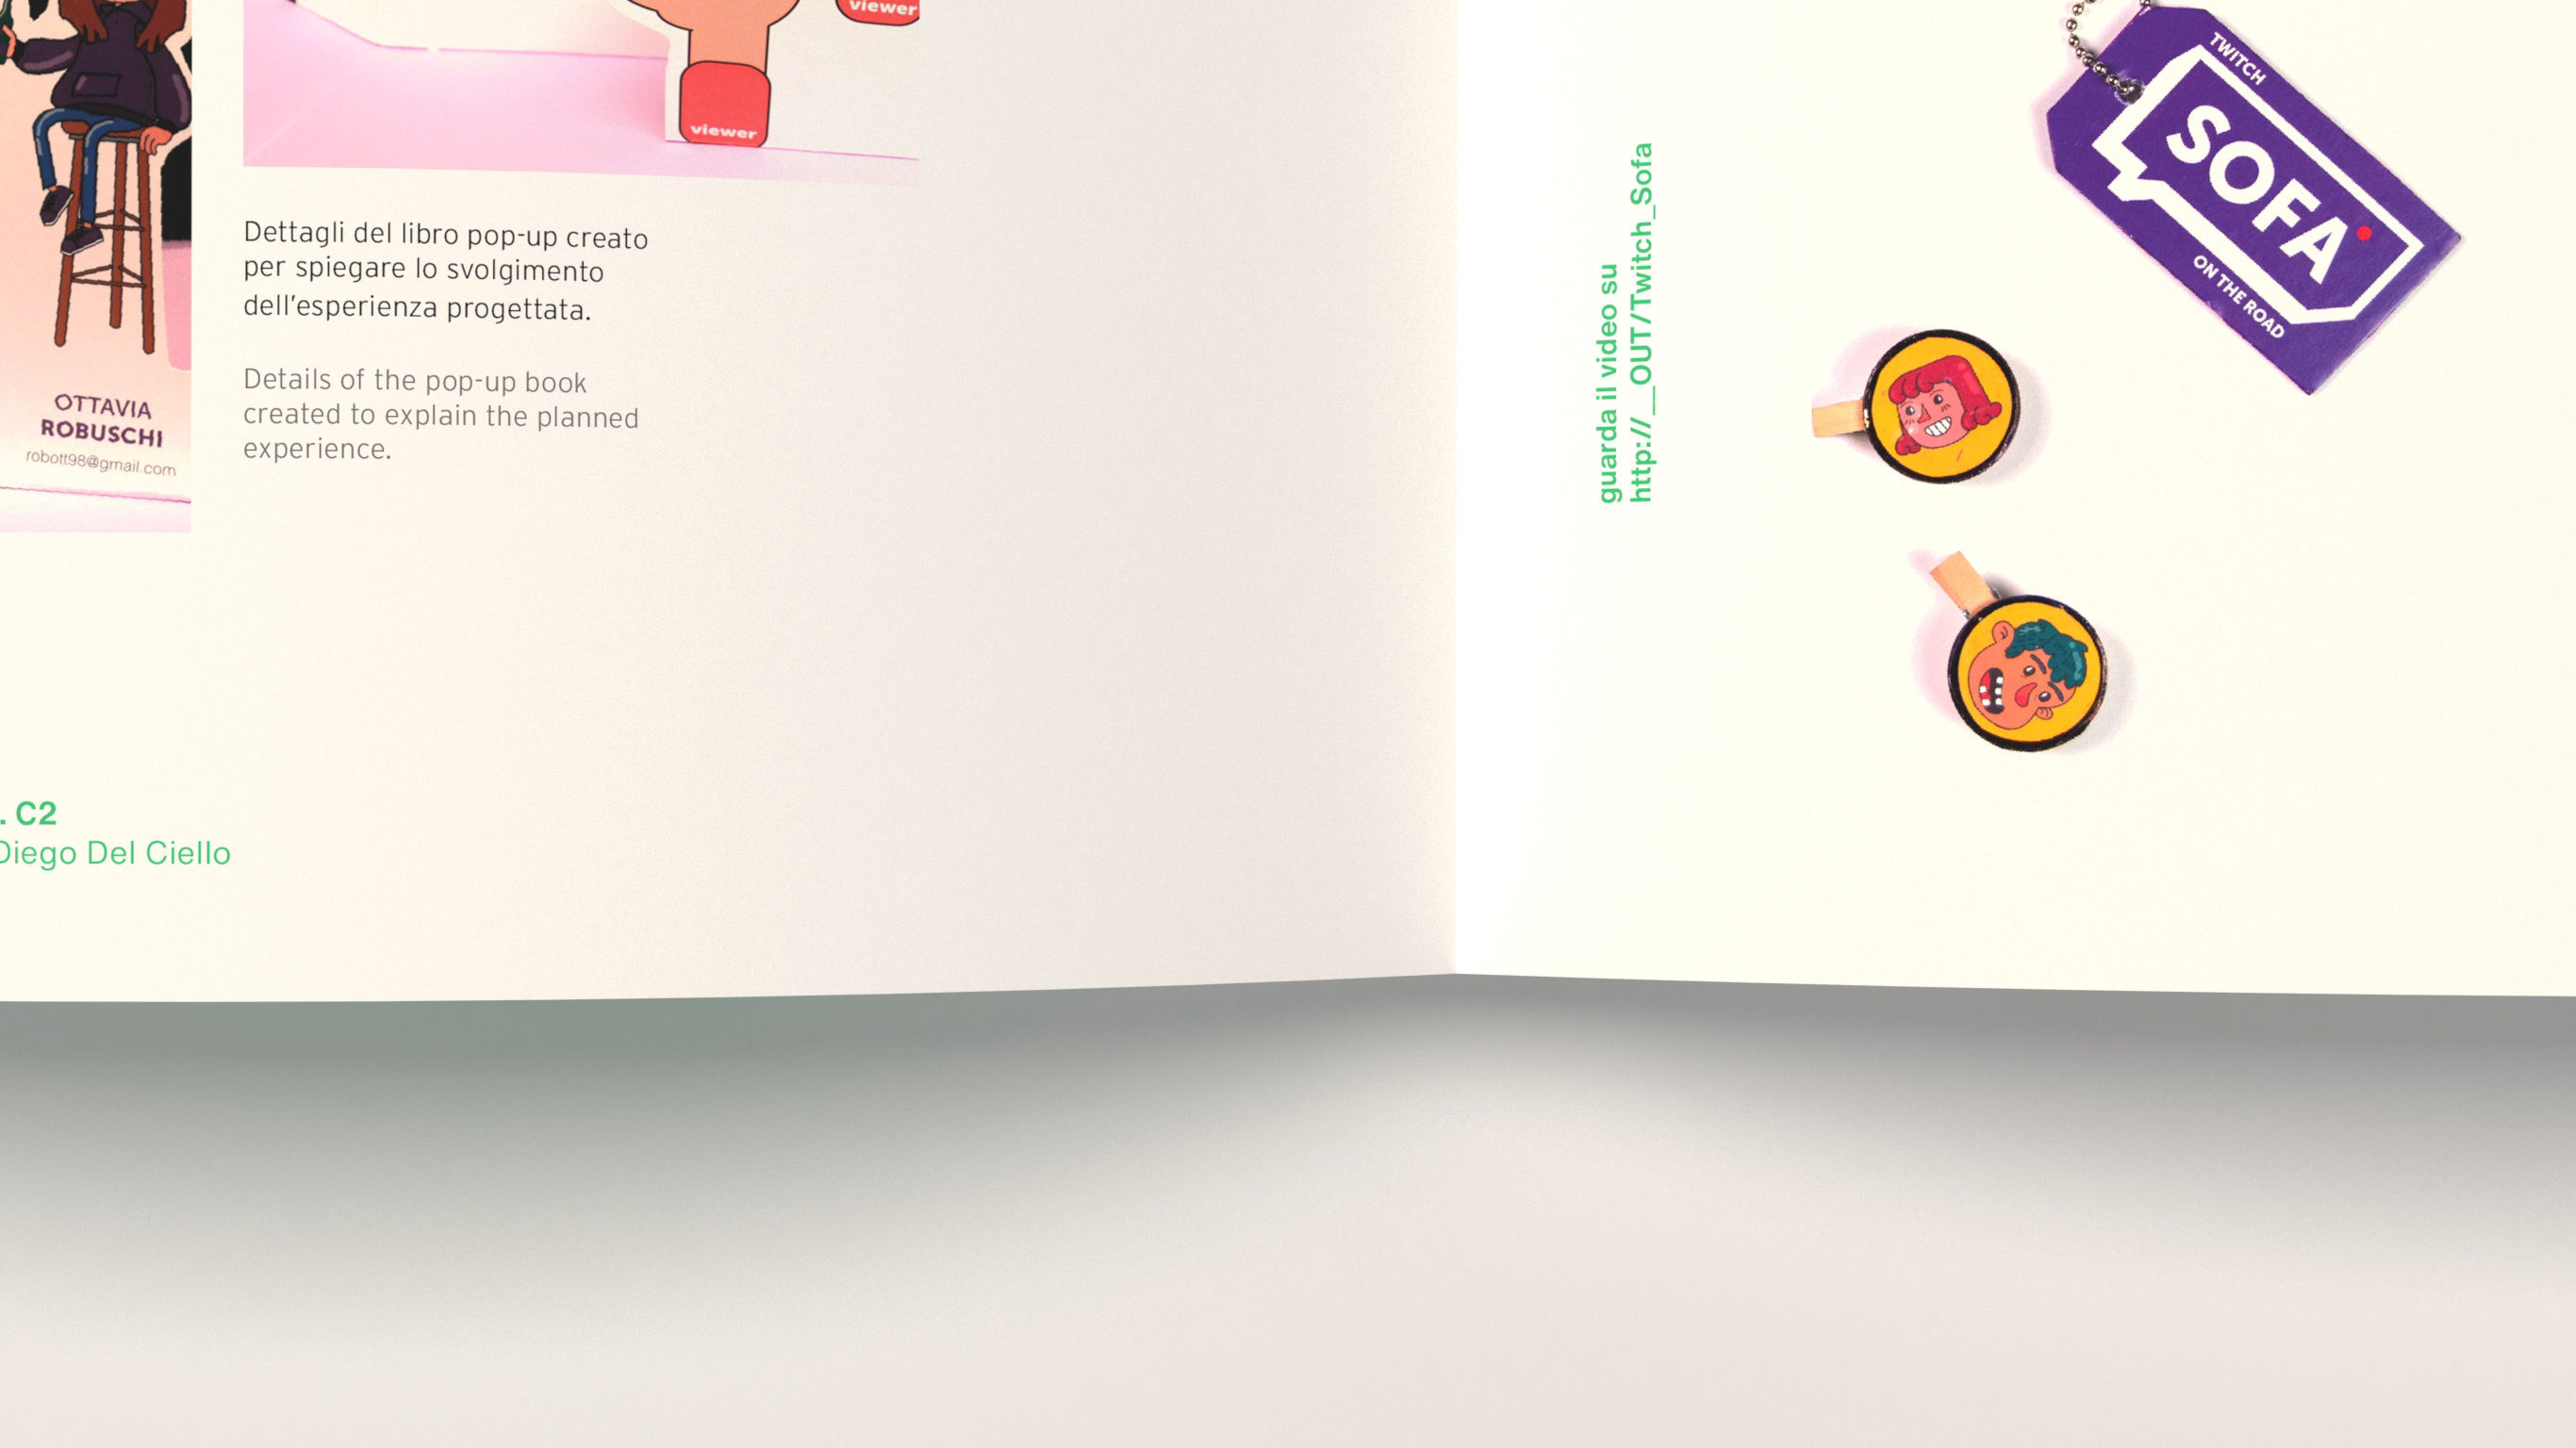 viewer
viewer
Dettagli del libro pop-up creato
per spiegare lo svolgimento
dell'esperienza progettata.
Details of the pop-up book
created to explain the planned
experience.
OTTAVIA
ROBUSCHI
robott98@gmail.com
. C2
Diego Del Ciello
guarda il video su
http://__OUT/Twitch_Sofa
TWITCH
SOFA
ON THE ROAD